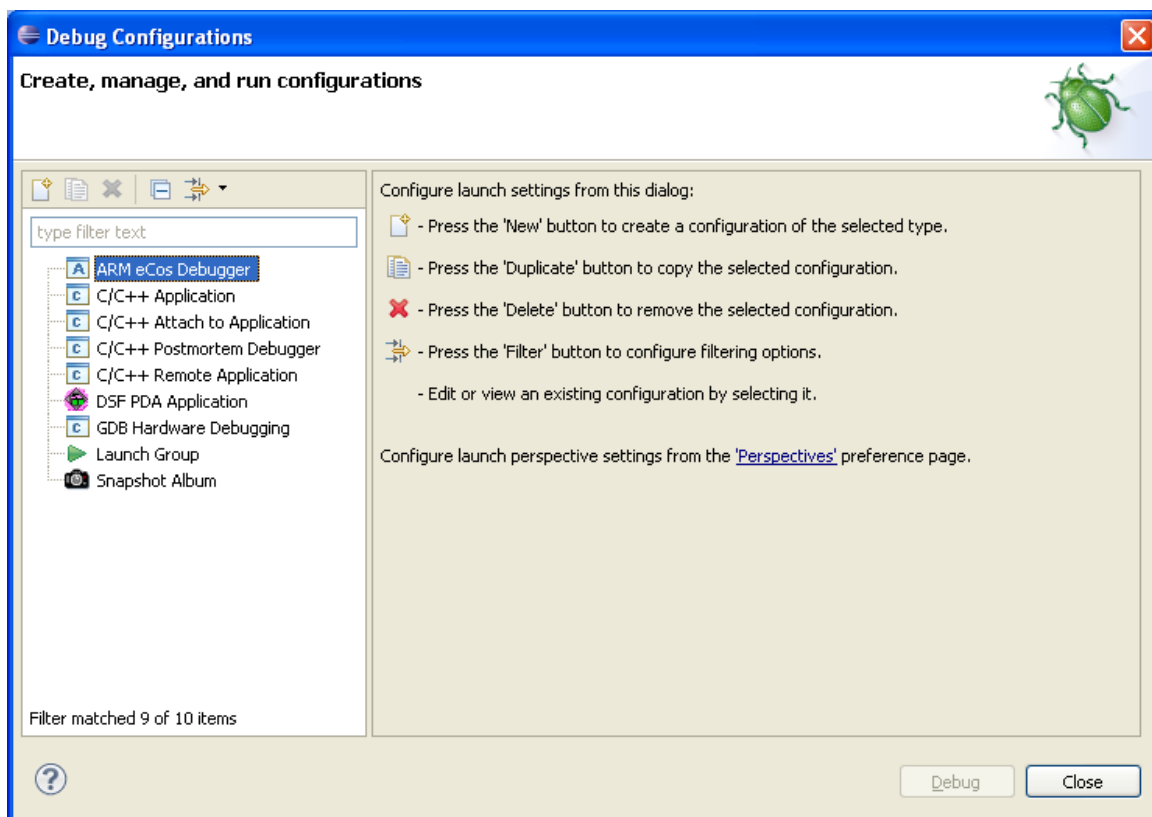 Debug Configurations
Create, manage, and run configurations
type filter text
ARM eCos Debugger
C/C++ Application
C/C++ Attach to Application
C/C++ Postmortem Debugger
C/C++ Remote Application
DSF PDA Application
GDB Hardware Debugging
Launch Group
Snapshot Album
Filter matched 9 of 10 items
Configure launch settings from this dialog:
- Press the 'New' button to create a configuration of the selected type.
- Press the 'Duplicate' button to copy the selected configuration.
- Press the 'Delete' button to remove the selected configuration.
- Press the 'Filter' button to configure filtering options.
- Edit or view an existing configuration by selecting it.
Configure launch perspective settings from the 'Perspectives' preference page.
Debug
Close